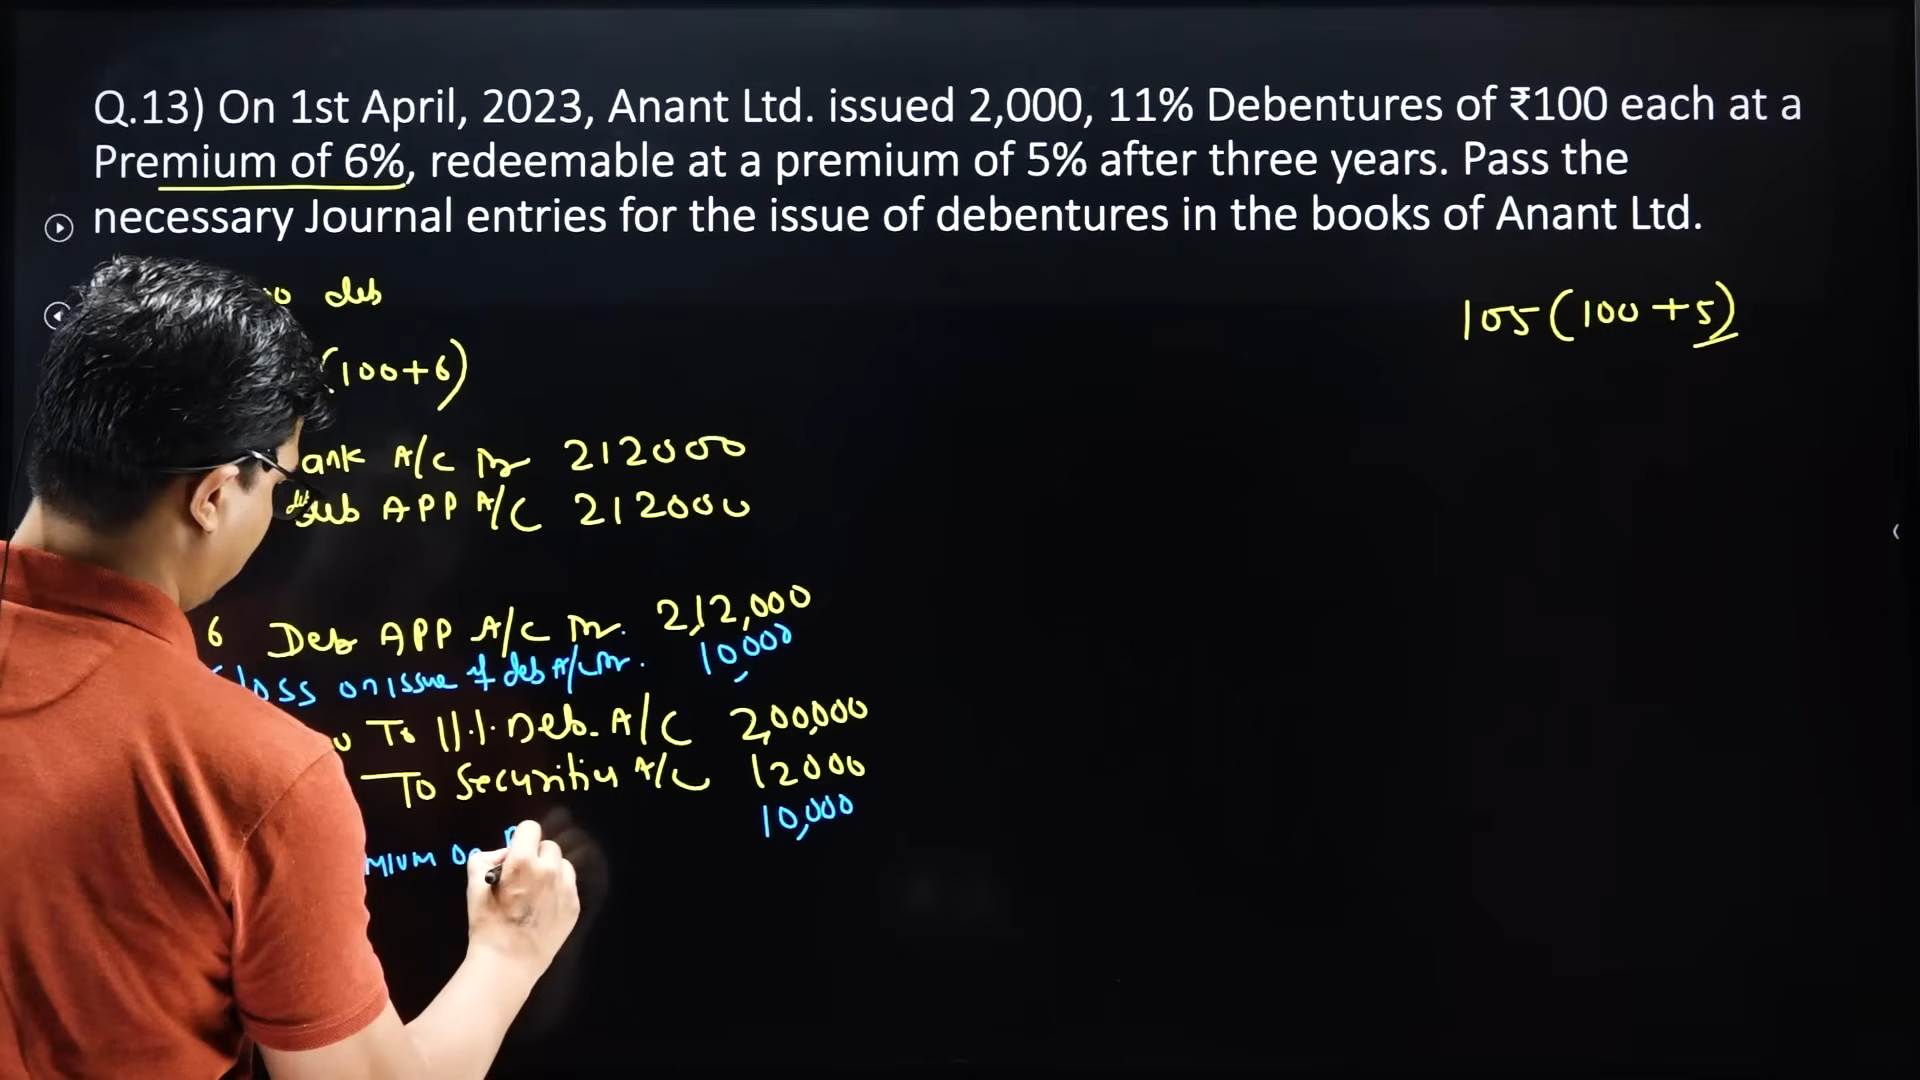 Q.13) On 1st April, 2023, Anant Ltd. issued 2,000, 11% Debentures of ₹100 each at a
Premium of 6%, redeemable at a premium of 5% after three years. Pass the
necessary Journal entries for the issue of debentures in the books of Anant Ltd.
deb
105 (100 + 5)
(100+6)
ank A/C Dr 212000
deb APP A/C 212000
6 Deb APP A/C Dr. 2,12,000
loss on issue of deb A/C Dr. 10,000
To 11% Deb. A/C 2,00,000
To Securities A/C 12000
10,000
mium on